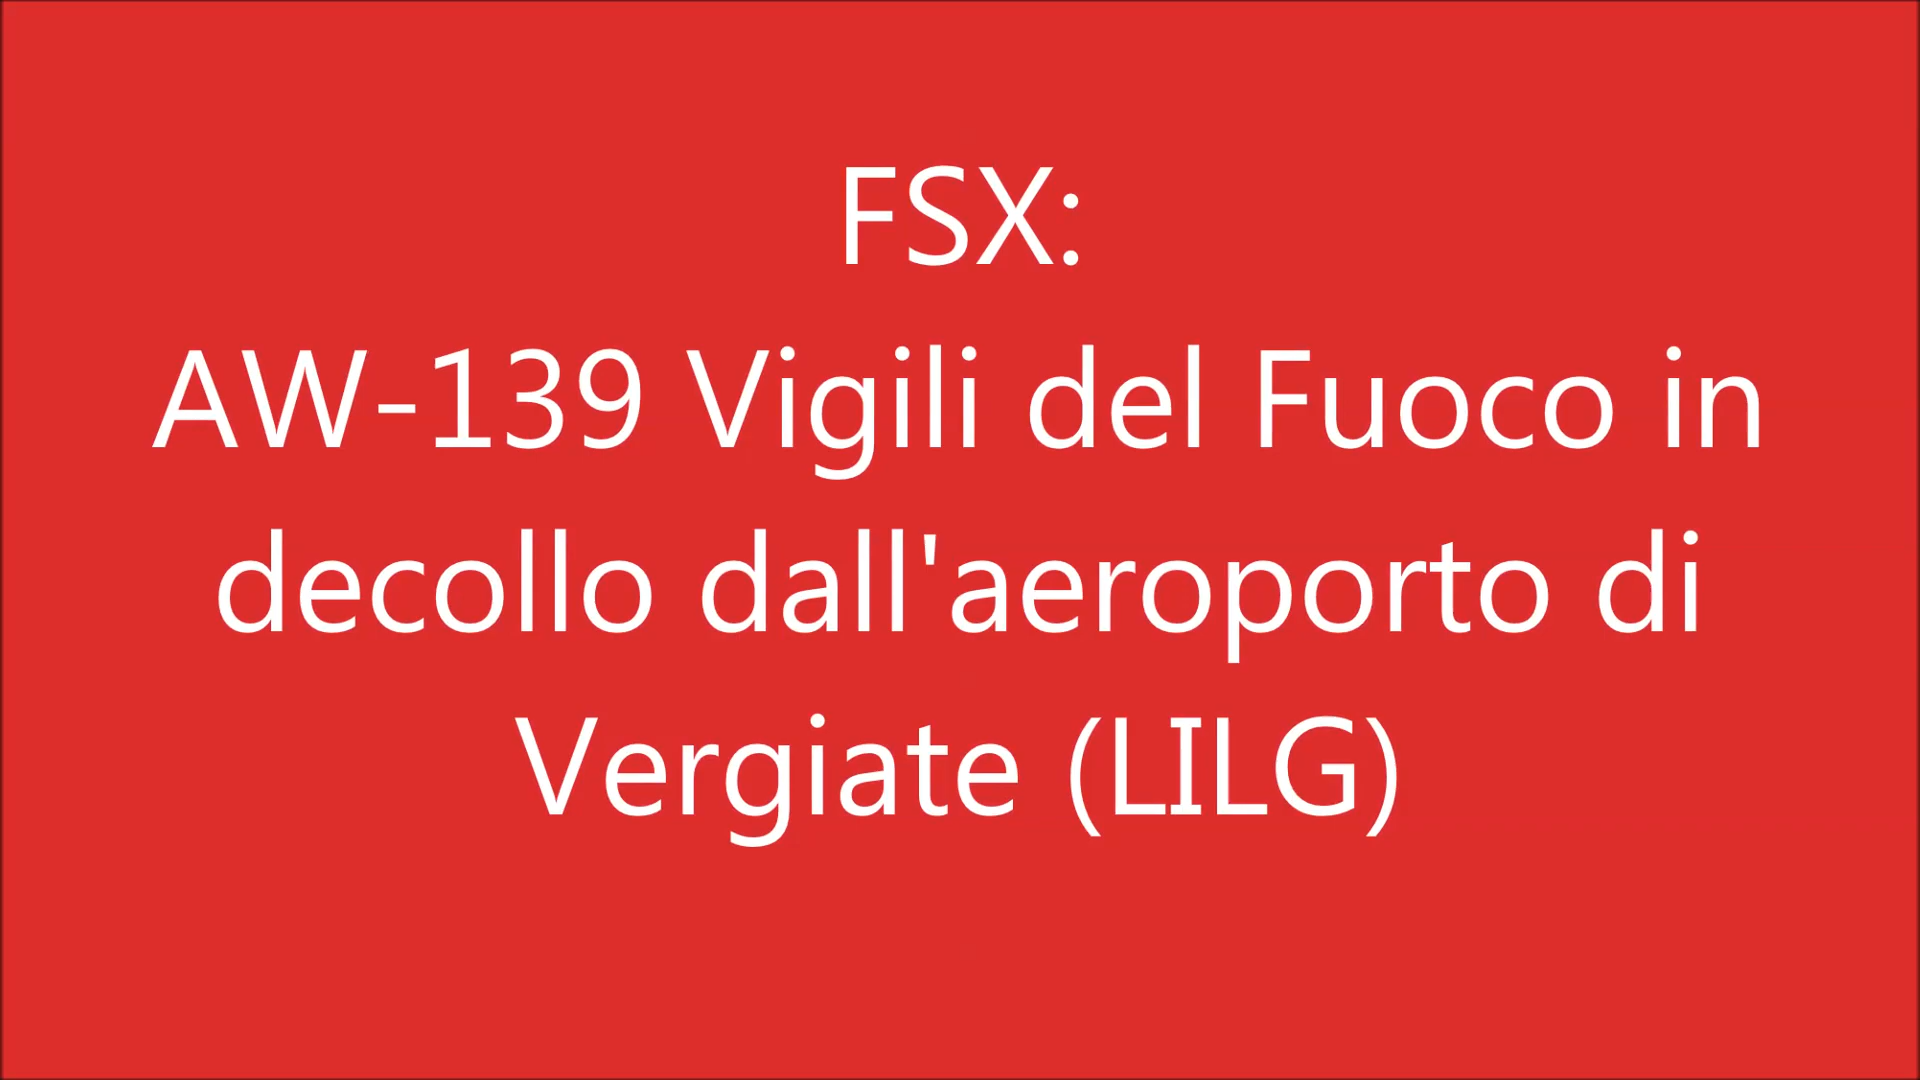 FSX:
AW-139 Vigili del Fuoco in
decollo dall'aeroporto di
Vergiate (LILG)